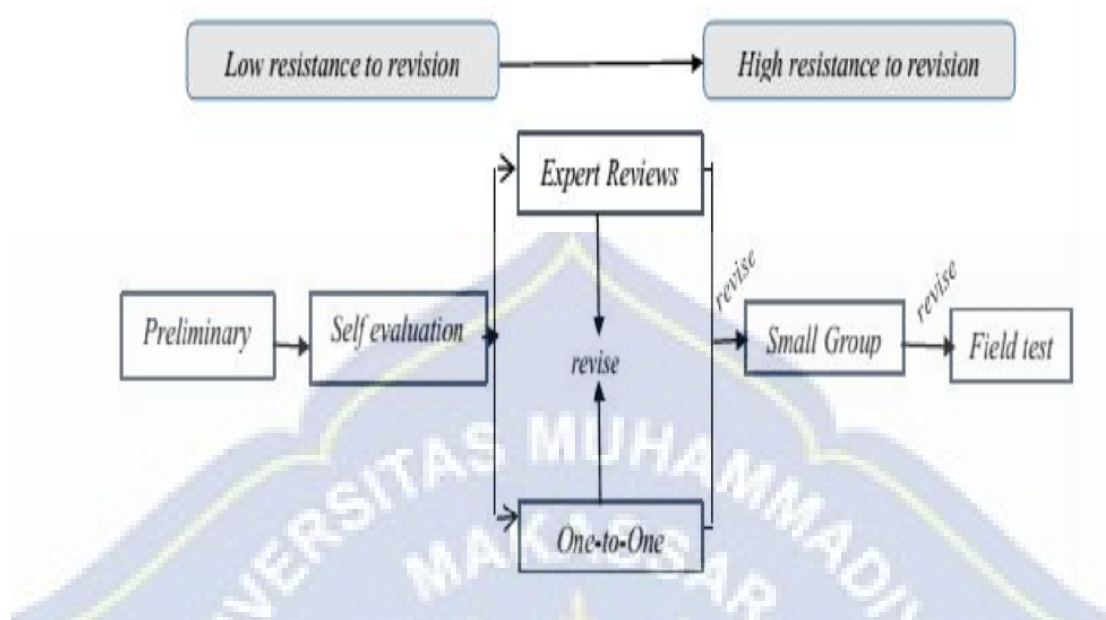 Low resistance to revision
High resistance to revision
Expert Reviews
revise
revise
Preliminary
Self evaluation
revise
Small Group
Field test
One-to-One
UNIVERSITAS MUHAMMADIY
MAKASSAR